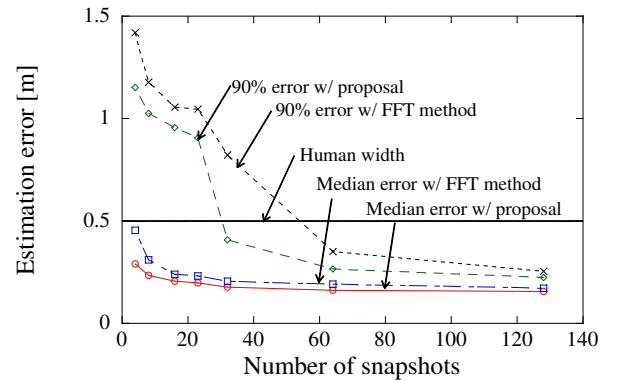 1.5
1
0.5
0
Estimation error [m]
90% error w/ proposal
90% error w/ FFT method
Human width
Median error w/ FFT method
Median error w/ proposal
0 20 40 60 80 100 120 140
Number of snapshots